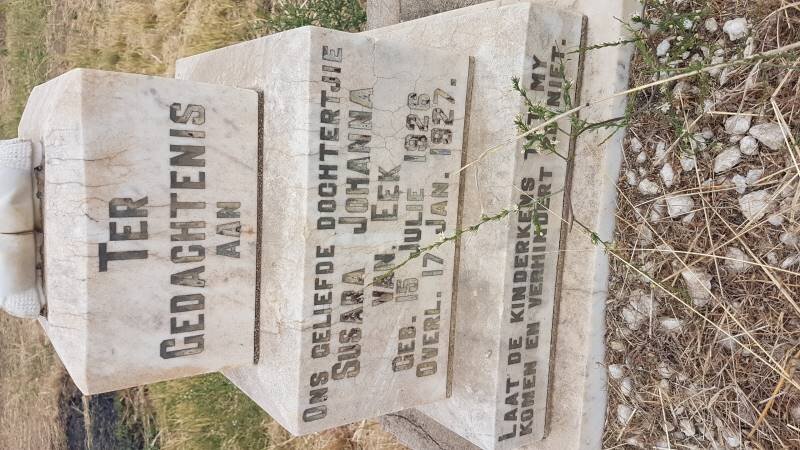 TER
GEDACHTENIS
AAN
ONS GELIEFDE DOCHTERTJIE
SUSARA JOHANNA
VAN EEK
GEB. 15 JULIE 1926
OVERL. 17 JAN. 1927.
LAAT DE KINDERKENS TOT MY
KOMEN EN VERHINDERT NIET.